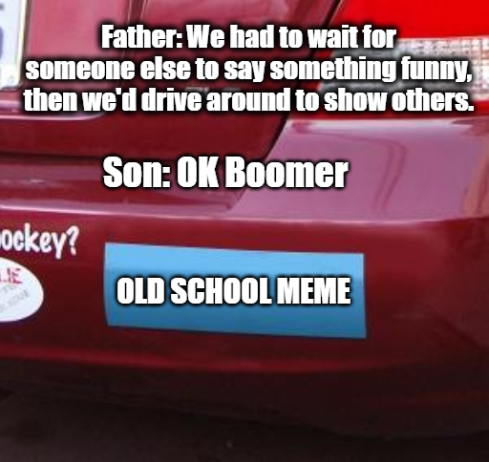 Father: We had to wait for
someone else to say something funny,
then we'd drive around to show others.
Son: OK Boomer
ockey?
OLD SCHOOL MEME